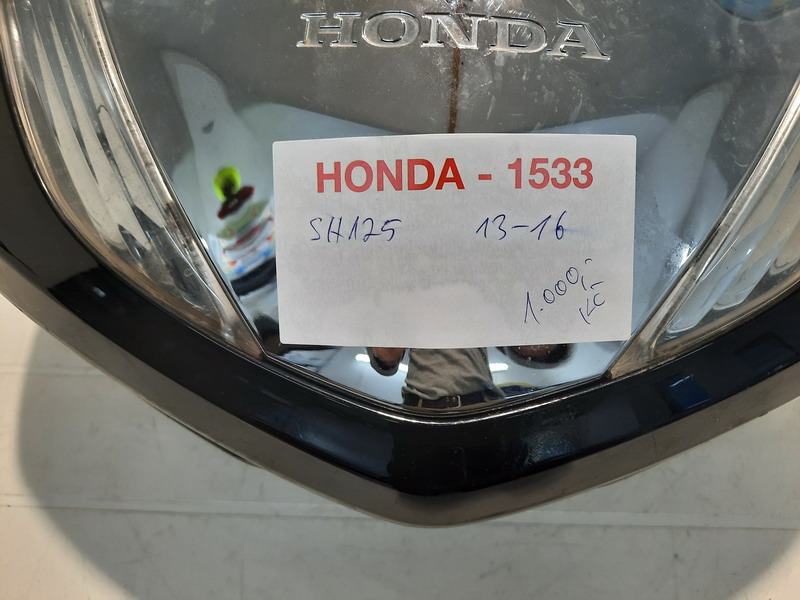 HONDA
HONDA - 1533
SH125 13-16
1.000,-
Kč